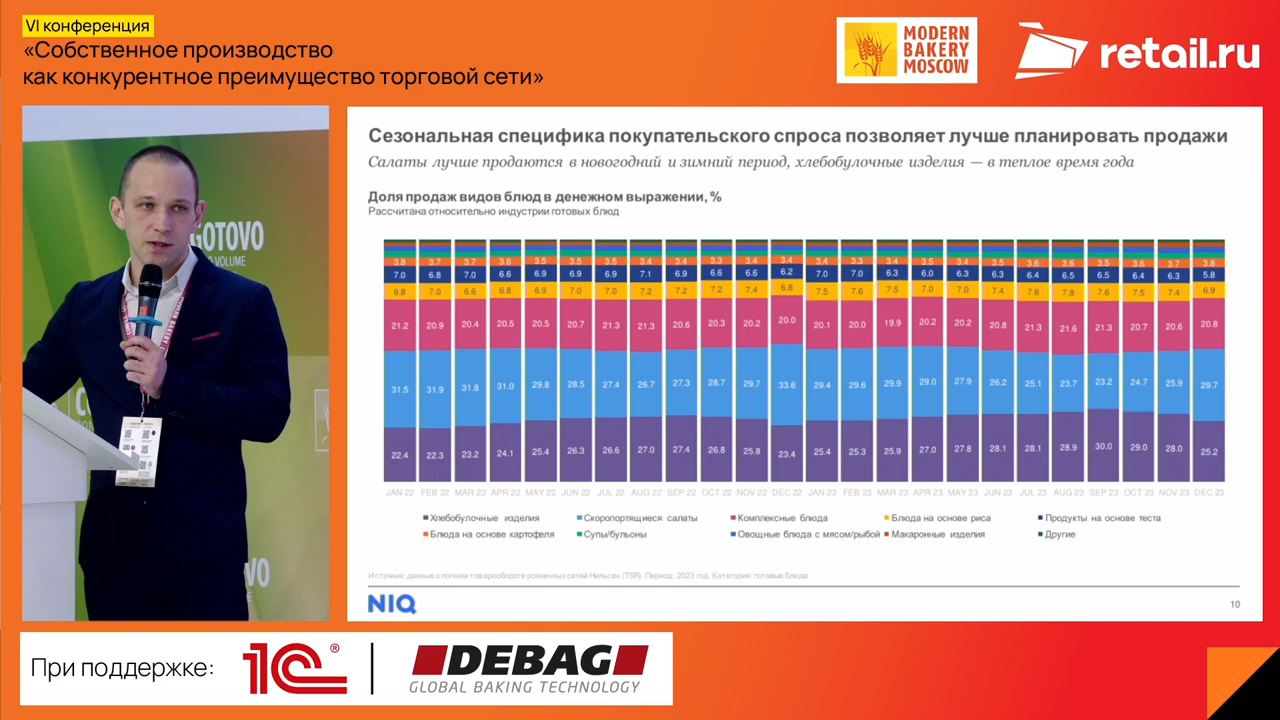 VI конференция
«Собственное производство
как конкурентное преимущество торговой сети»
MODERN
BAKERY
MOSCOW
retail.ru
GOTOVO
VOLUME
Сезональная специфика покупательского спроса позволяет лучше планировать продажи
Салаты лучше продаются в новогодний и зимний период, хлебобулочные изделия — в теплое время года
Доля продаж видов блюд в денежном выражении, %
Рассчитана относительно индустрии готовых блюд
3.8 3.7 3.7 3.6 3.5 3.5 3.5 3.4 3.4 3.3 3.4 3.4 3.4 3.3 3.4 3.5 3.4 3.3 3.5 3.6 3.6 3.5 3.7 3.8
7.0 6.8 7.0 6.6 6.9 6.9 6.9 7.1 6.9 6.6 6.6 6.2 7.0 7.0 6.3 6.0 6.3 6.3 6.4 6.5 6.5 6.4 6.3 5.8
6.8 7.0 6.6 6.8 6.9 7.0 7.0 7.2 7.2 7.2 7.4 6.8 7.5 7.6 7.5 7.0 7.0 7.4 7.6 7.8 7.6 7.5 7.4 6.9
21.2 20.9 20.4 20.5 20.5 20.7 21.3 21.3 20.6 20.3 20.2 20.0 20.1 20.0 19.9 20.2 20.2 20.8 21.3 21.6 21.3 20.7 20.6 20.8
31.5 31.9 31.8 31.0 29.8 28.5 27.4 26.7 27.3 28.7 29.7 33.6 29.4 29.6 29.9 29.0 27.9 26.2 25.1 23.7 23.2 24.7 25.9 29.7
22.4 22.3 23.2 24.1 25.4 26.3 26.6 27.0 27.4 26.8 25.8 23.4 25.4 25.3 25.9 27.0 27.8 28.1 28.1 28.9 30.0 29.0 28.0 25.2
JAN 22 FEB 22 MAR 22 APR 22 MAY 22 JUN 22 JUL 22 AUG 22 SEP 22 OCT 22 NOV 22 DEC 22 JAN 23 FEB 23 MAR 23 APR 23 MAY 23 JUN 23 JUL 23 AUG 23 SEP 23 OCT 23 NOV 23 DEC 23
Хлебобулочные изделия Скоропортящиеся салаты Комплексные блюда Блюда на основе риса Продукты на основе теста
Блюда на основе картофеля Супы/бульоны Овощные блюда с мясом/рыбой Макаронные изделия Другие
Источник: данные о полном товарообороте розничных сетей Нильсен (TSR). Период: 2023 год. Категория: готовые блюда
NIQ
10
При поддержке:
1С®
DEBAG
GLOBAL BAKING TECHNOLOGY